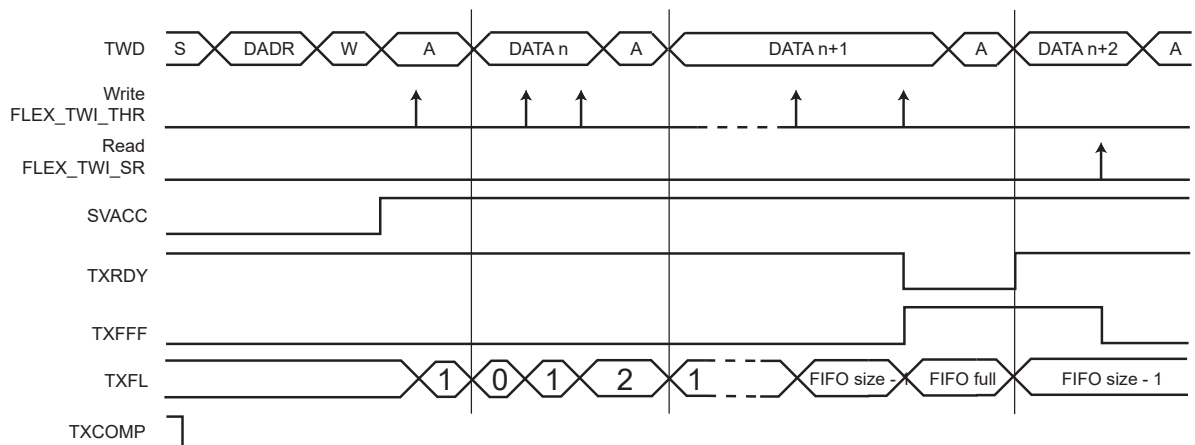 TWD S DADR W A DATA n A DATA n+1 A DATA n+2 A
Write
FLEX_TWI_THR
Read
FLEX_TWI_SR
SVACC
TXRDY
TXFFF
TXFL 1 0 1 2 1 FIFO size - 1 FIFO full FIFO size - 1
TXCOMP